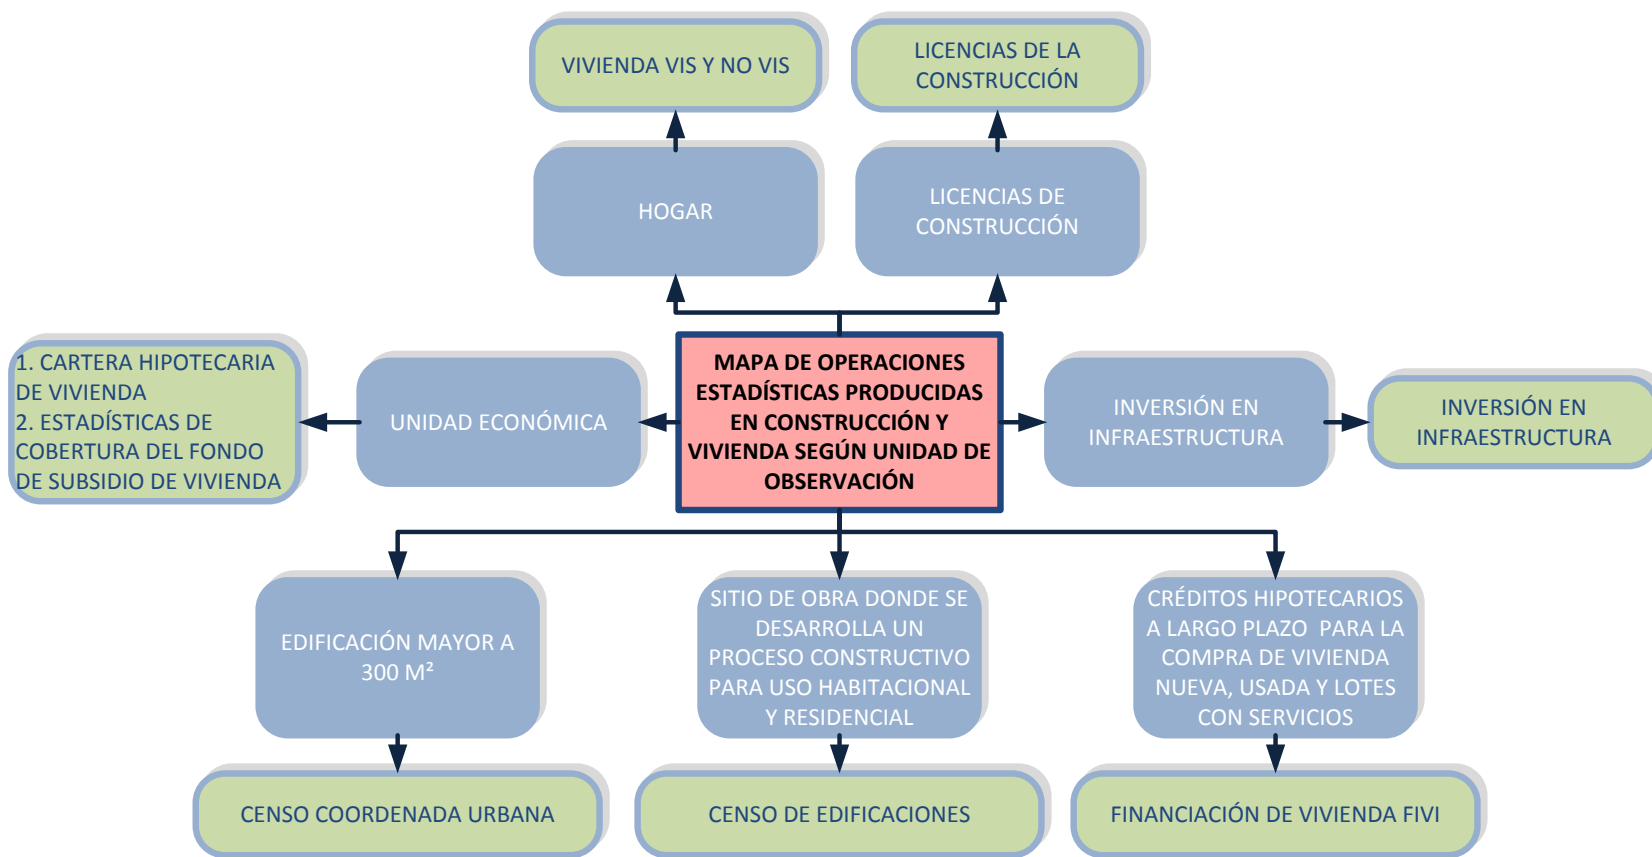 VIVIENDA VIS Y NO VIS
LICENCIAS DE LA
CONSTRUCCIÓN
HOGAR
LICENCIAS DE
CONSTRUCCIÓN
1. CARTERA HIPOTECARIA
DE VIVIENDA
2. ESTADÍSTICAS DE
COBERTURA DEL FONDO
DE SUBSIDIO DE VIVIENDA
UNIDAD ECONÓMICA
MAPA DE OPERACIONES
ESTADÍSTICAS PRODUCIDAS
EN CONSTRUCCIÓN Y
VIVIENDA SEGÚN UNIDAD DE
OBSERVACIÓN
INVERSIÓN EN
INFRAESTRUCTURA
INVERSIÓN EN
INFRAESTRUCTURA
EDIFICACIÓN MAYOR A
300 M²
SITIO DE OBRA DONDE SE
DESARROLLA UN
PROCESO CONSTRUCTIVO
PARA USO HABITACIONAL
Y RESIDENCIAL
CRÉDITOS HIPOTECARIOS
A LARGO PLAZO  PARA LA
COMPRA DE VIVIENDA
NUEVA, USADA Y LOTES
CON SERVICIOS
CENSO COORDENADA URBANA
CENSO DE EDIFICACIONES
FINANCIACIÓN DE VIVIENDA FIVI